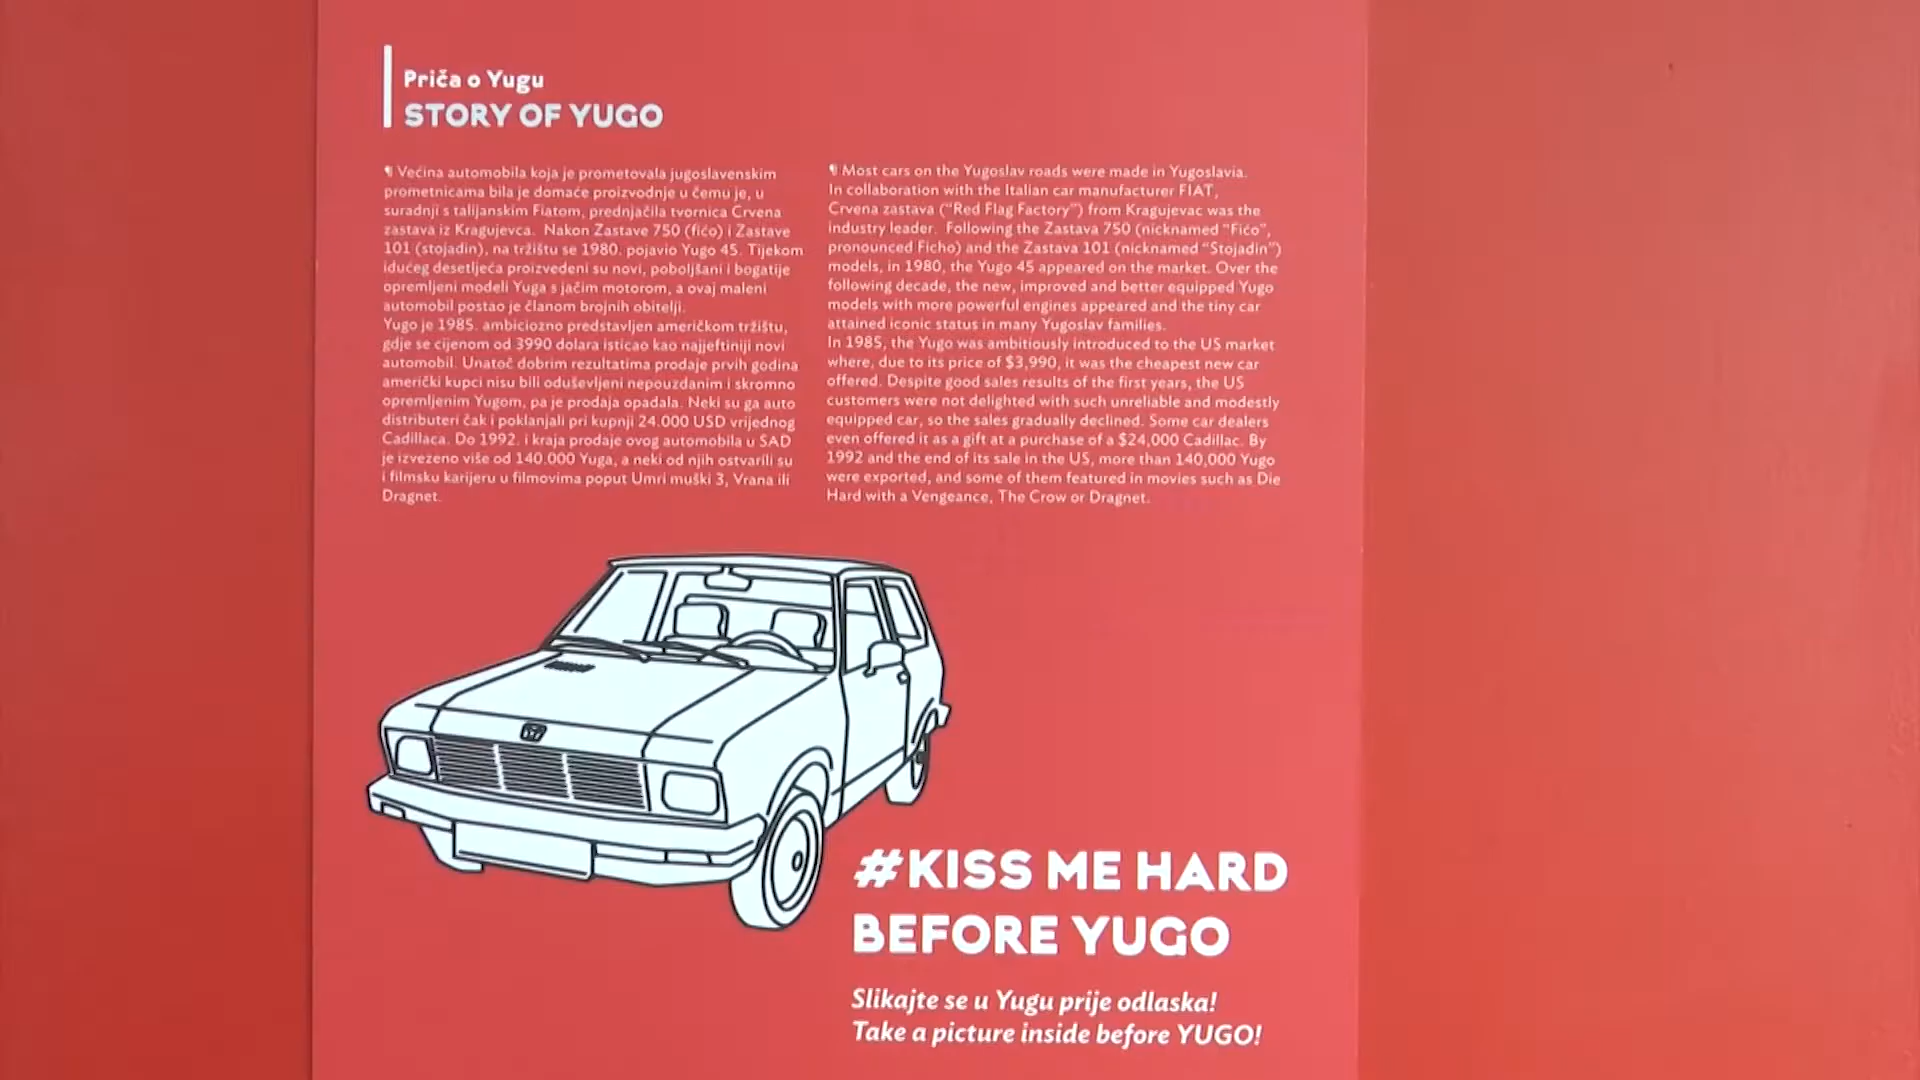 Priča o Yugu
STORY OF YUGO
¶ Većina automobila koja je prometovala jugoslavenskim
prometnicama bila je domaće proizvodnje u čemu je, u
suradnji s talijanskim Fiatom, prednjačila tvornica Crvena
zastava iz Kragujevca. Nakon Zastave 750 (fićo) i Zastave
101 (stojadin), na tržištu se 1980. pojavio Yugo 45. Tijekom
idućeg desetljeća proizvedeni su novi, poboljšani i bogatije
opremljeni modeli Yuga s jačim motorom, a ovaj maleni
automobil postao je članom brojnih obitelji.
Yugo je 1985. ambiciozno predstavljen američkom tržištu,
gdje se cijenom od 3990 dolara isticao kao najjeftiniji novi
automobil. Unatoč dobrim rezultatima prodaje prvih godina
američki kupci nisu bili oduševljeni nepouzdanim i skromno
opremljenim Yugom, pa je prodaja opadala. Neki su ga auto
distributeri čak i poklanjali pri kupnji 24.000 USD vrijednog
Cadillaca. Do 1992. i kraja prodaje ovog automobila u SAD
je izvezeno više od 140.000 Yuga, a neki od njih ostvarili su
i filmsku karijeru u filmovima poput Umri muški 3, Vrana ili
Dragnet.
¶ Most cars on the Yugoslav roads were made in Yugoslavia.
In collaboration with the Italian car manufacturer FIAT,
Crvena zastava (“Red Flag Factory”) from Kragujevac was the
industry leader. Following the Zastava 750 (nicknamed “Fićo”,
pronounced Ficho) and the Zastava 101 (nicknamed “Stojadin”)
models, in 1980, the Yugo 45 appeared on the market. Over the
following decade, the new, improved and better equipped Yugo
models with more powerful engines appeared and the tiny car
attained iconic status in many Yugoslav families.
In 1985, the Yugo was ambitiously introduced to the US market
where, due to its price of $3,990, it was the cheapest new car
offered. Despite good sales results of the first years, the US
customers were not delighted with such unreliable and modestly
equipped car, so the sales gradually declined. Some car dealers
even offered it as a gift at a purchase of a $24,000 Cadillac. By
1992 and the end of its sale in the US, more than 140,000 Yugo
were exported, and some of them featured in movies such as Die
Hard with a Vengeance, The Crow or Dragnet.
#KISS ME HARD
BEFORE YUGO
Slikajte se u Yugu prije odlaska!
Take a picture inside before YUGO!